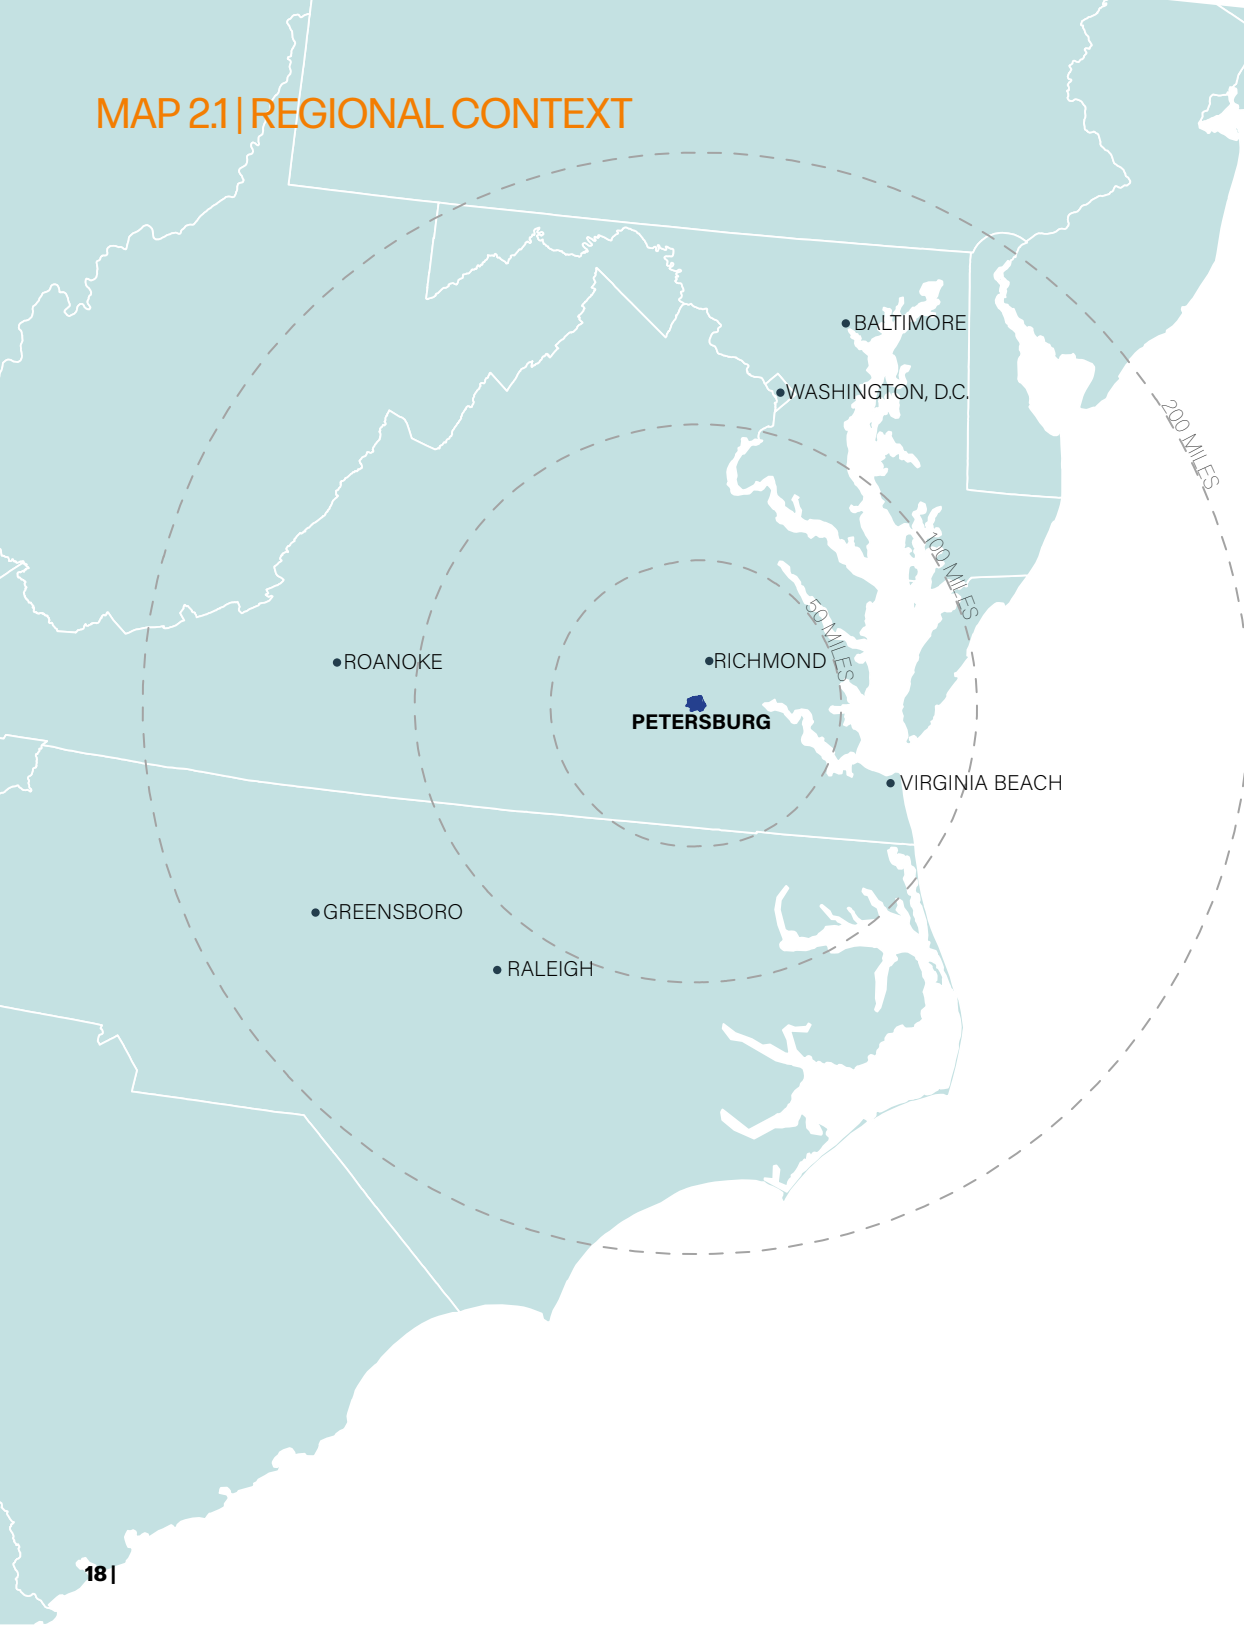 MAP 2.1 | REGIONAL CONTEXT
BALTIMORE
WASHINGTON, D.C.
200 MILES
100 MILES
50 MILES
ROANOKE
RICHMOND
PETERSBURG
VIRGINIA BEACH
GREENSBORO
RALEIGH
18 |